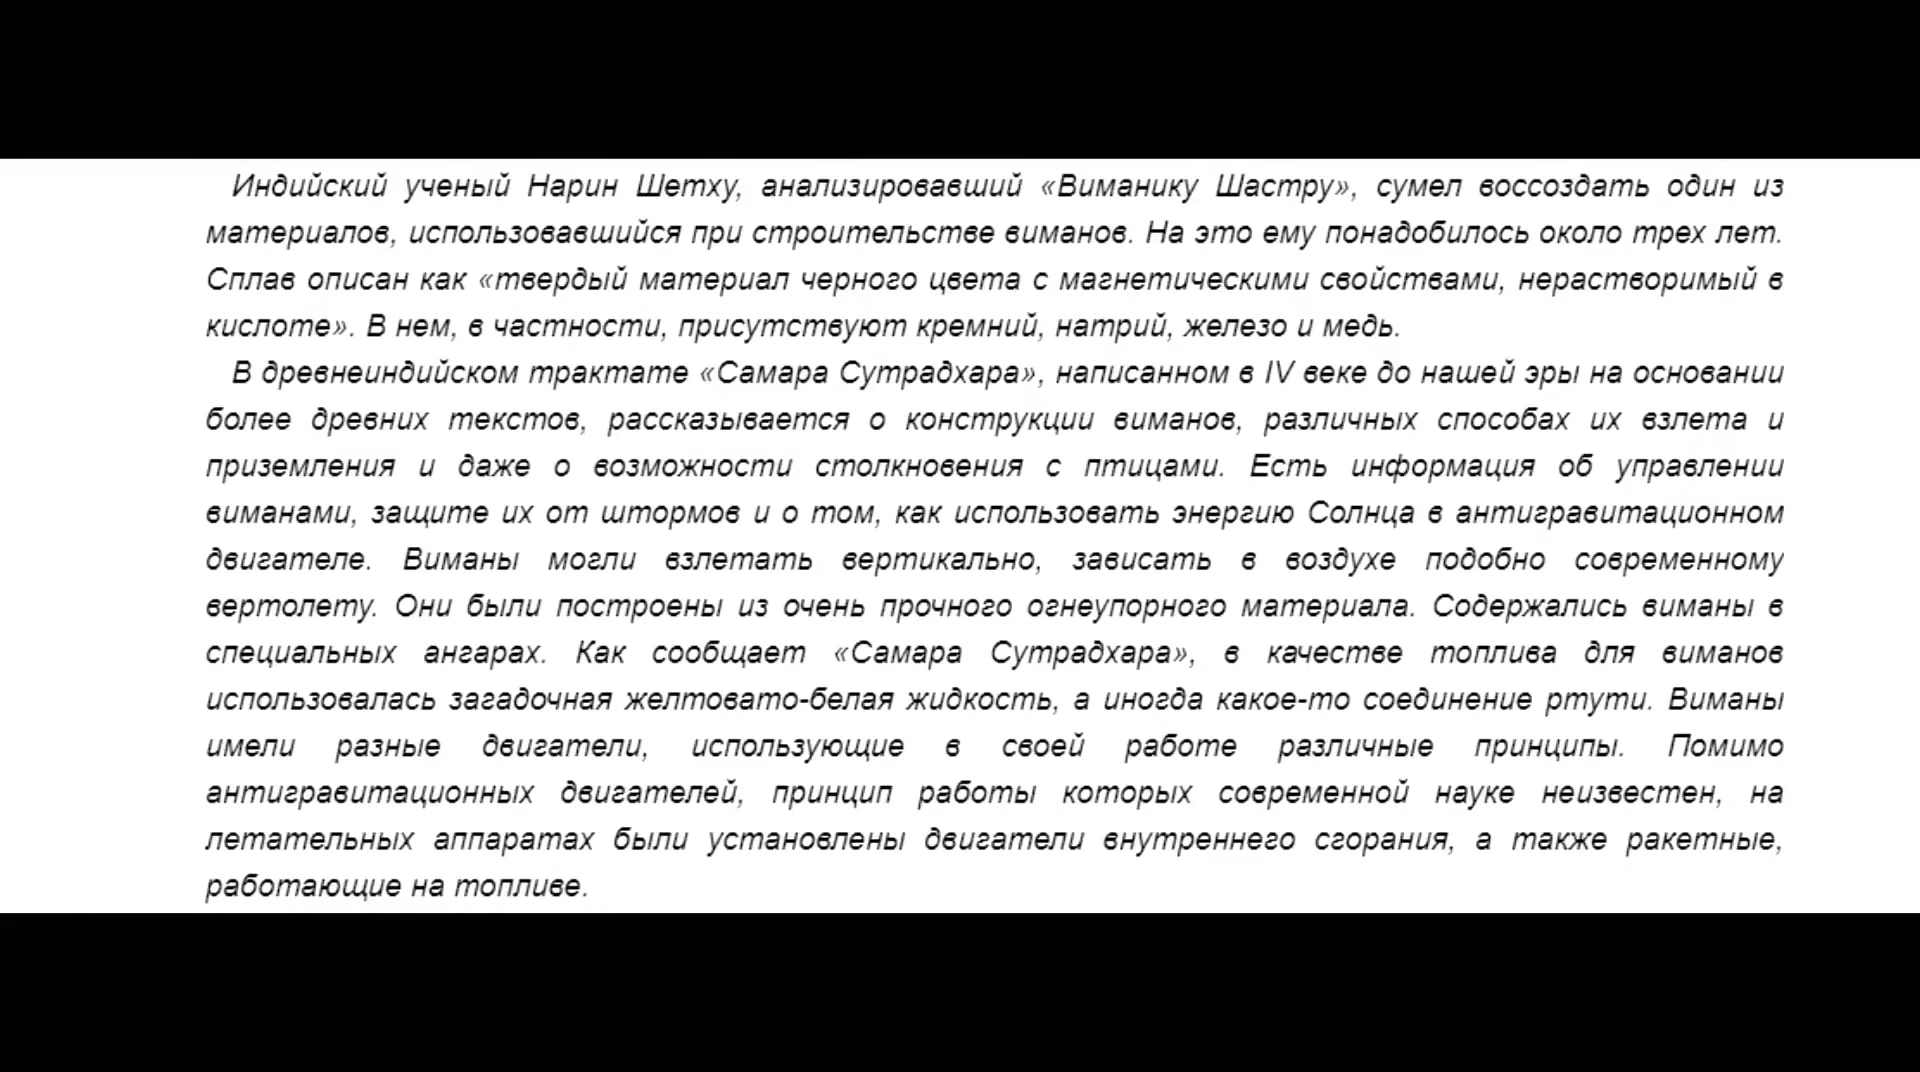 Индийский ученый Нарин Шетху, анализировавший «Виманику Шастру», сумел воссоздать один из
материалов, использовавшийся при строительстве виманов. На это ему понадобилось около трех лет.
Сплав описан как «твердый материал черного цвета с магнетическими свойствами, нерастворимый в
кислоте». В нем, в частности, присутствуют кремний, натрий, железо и медь.
В древнеиндийском трактате «Самара Сутрадхара», написанном в IV веке до нашей эры на основании
более древних текстов, рассказывается о конструкции виманов, различных способах их взлета и
приземления и даже о возможности столкновения с птицами. Есть информация об управлении
виманами, защите их от штормов и о том, как использовать энергию Солнца в антигравитационном
двигателе. Виманы могли взлетать вертикально, зависать в воздухе подобно современному
вертолету. Они были построены из очень прочного огнеупорного материала. Содержались виманы в
специальных ангарах. Как сообщает «Самара Сутрадхара», в качестве топлива для виманов
использовалась загадочная желтовато-белая жидкость, а иногда какое-то соединение ртути. Виманы
имели разные двигатели, использующие в своей работе различные принципы. Помимо
антигравитационных двигателей, принцип работы которых современной науке неизвестен, на
летательных аппаратах были установлены двигатели внутреннего сгорания, а также ракетные,
работающие на топливе.